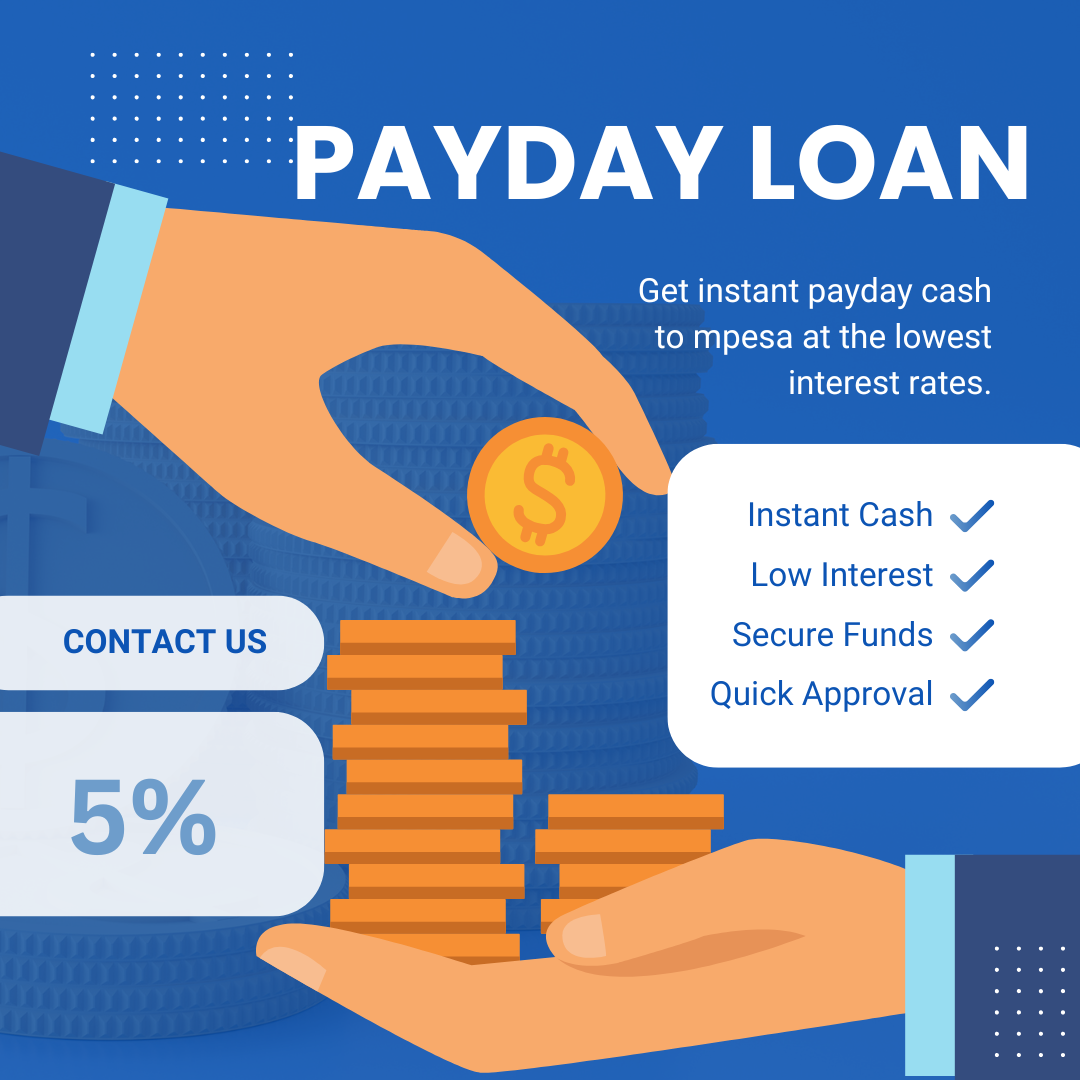 PAYDAY LOAN
Get instant payday cash
to mpesa at the lowest
interest rates.
Instant Cash
Low Interest
Secure Funds
Quick Approval
CONTACT US
5%
$